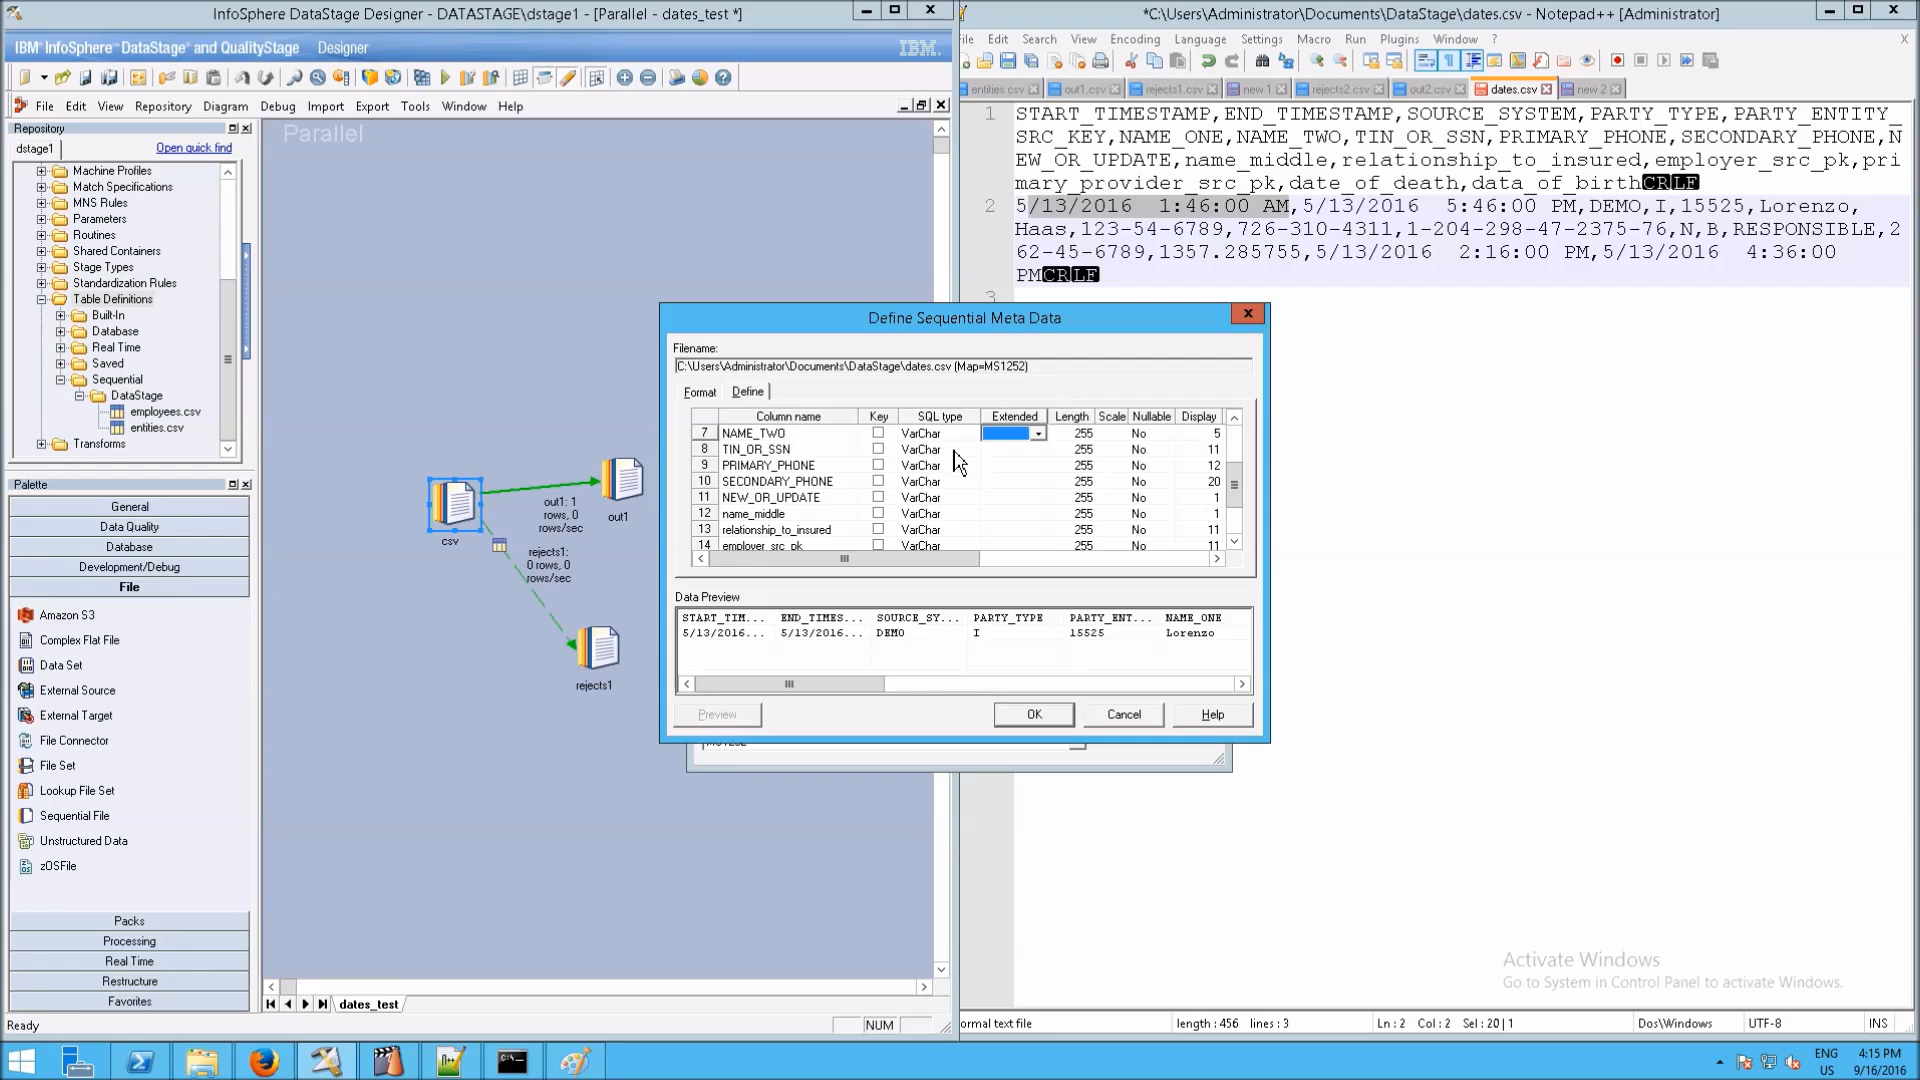 InfoSphere DataStage Designer - DATASTAGE\dstage1 - [Parallel - dates_test *]
IBM® InfoSphere™ DataStage® and QualityStage Designer
IBM.
File Edit View Repository Diagram Debug Import Export Tools Window Help
Repository
dstage1 Open quick find
Machine Profiles
Match Specifications
MNS Rules
Parameters
Routines
Shared Containers
Stage Types
Standardization Rules
Table Definitions
Built-In
Database
Real Time
Saved
Sequential
DataStage
employees.csv
entities.csv
Transforms
Palette
General
Data Quality
Database
Development/Debug
File
Amazon S3
Complex Flat File
Data Set
External Source
External Target
File Connector
File Set
Lookup File Set
Sequential File
Unstructured Data
zOSFile
Packs
Processing
Real Time
Restructure
Favorites
Ready
NUM
Parallel
csv
out1: 1
rows, 0
rows/sec
out1
rejects1:
0 rows, 0
rows/sec
rejects1
dates_test
*C:\Users\Administrator\Documents\DataStage\dates.csv - Notepad++ [Administrator]
ile Edit Search View Encoding Language Settings Macro Run Plugins Window ? X
entities.csv out1.csv rejects1.csv new 1 rejects2.csv out2.csv dates.csv new 2
1 START_TIMESTAMP,END_TIMESTAMP,SOURCE_SYSTEM,PARTY_TYPE,PARTY_ENTITY_
SRC_KEY,NAME_ONE,NAME_TWO,TIN_OR_SSN,PRIMARY_PHONE,SECONDARY_PHONE,N
EW_OR_UPDATE,name_middle,relationship_to_insured,employer_src_pk,pri
mary_provider_src_pk,date_of_death,data_of_birthCRLF
2 5/13/2016 1:46:00 AM,5/13/2016 5:46:00 PM,DEMO,I,15525,Lorenzo,
Haas,123-54-6789,726-310-4311,1-204-298-47-2375-76,N,B,RESPONSIBLE,2
62-45-6789,1357.285755,5/13/2016 2:16:00 PM,5/13/2016 4:36:00
PMCRLF
3
Define Sequential Meta Data
Filename:
C:\Users\Administrator\Documents\DataStage\dates.csv (Map=MS1252)
Format Define
Column name Key SQL type Extended Length Scale Nullable Display
7 NAME_TWO VarChar 255 No 5
8 TIN_OR_SSN VarChar 255 No 11
9 PRIMARY_PHONE VarChar 255 No 12
10 SECONDARY_PHONE VarChar 255 No 20
11 NEW_OR_UPDATE VarChar 255 No 1
12 name_middle VarChar 255 No 1
13 relationship_to_insured VarChar 255 No 11
14 employer_src_pk VarChar 255 No 11
Data Preview
START_TIM... END_TIMES... SOURCE_SY... PARTY_TYPE PARTY_ENT... NAME_ONE
5/13/2016... 5/13/2016... DEMO I 15525 Lorenzo
Preview OK Cancel Help
MS1252
Activate Windows
Go to System in Control Panel to activate Windows.
ormal text file length : 456 lines : 3 Ln : 2 Col : 2 Sel : 20 | 1 Dos\Windows UTF-8 INS
ENG
US
4:15 PM
9/16/2016